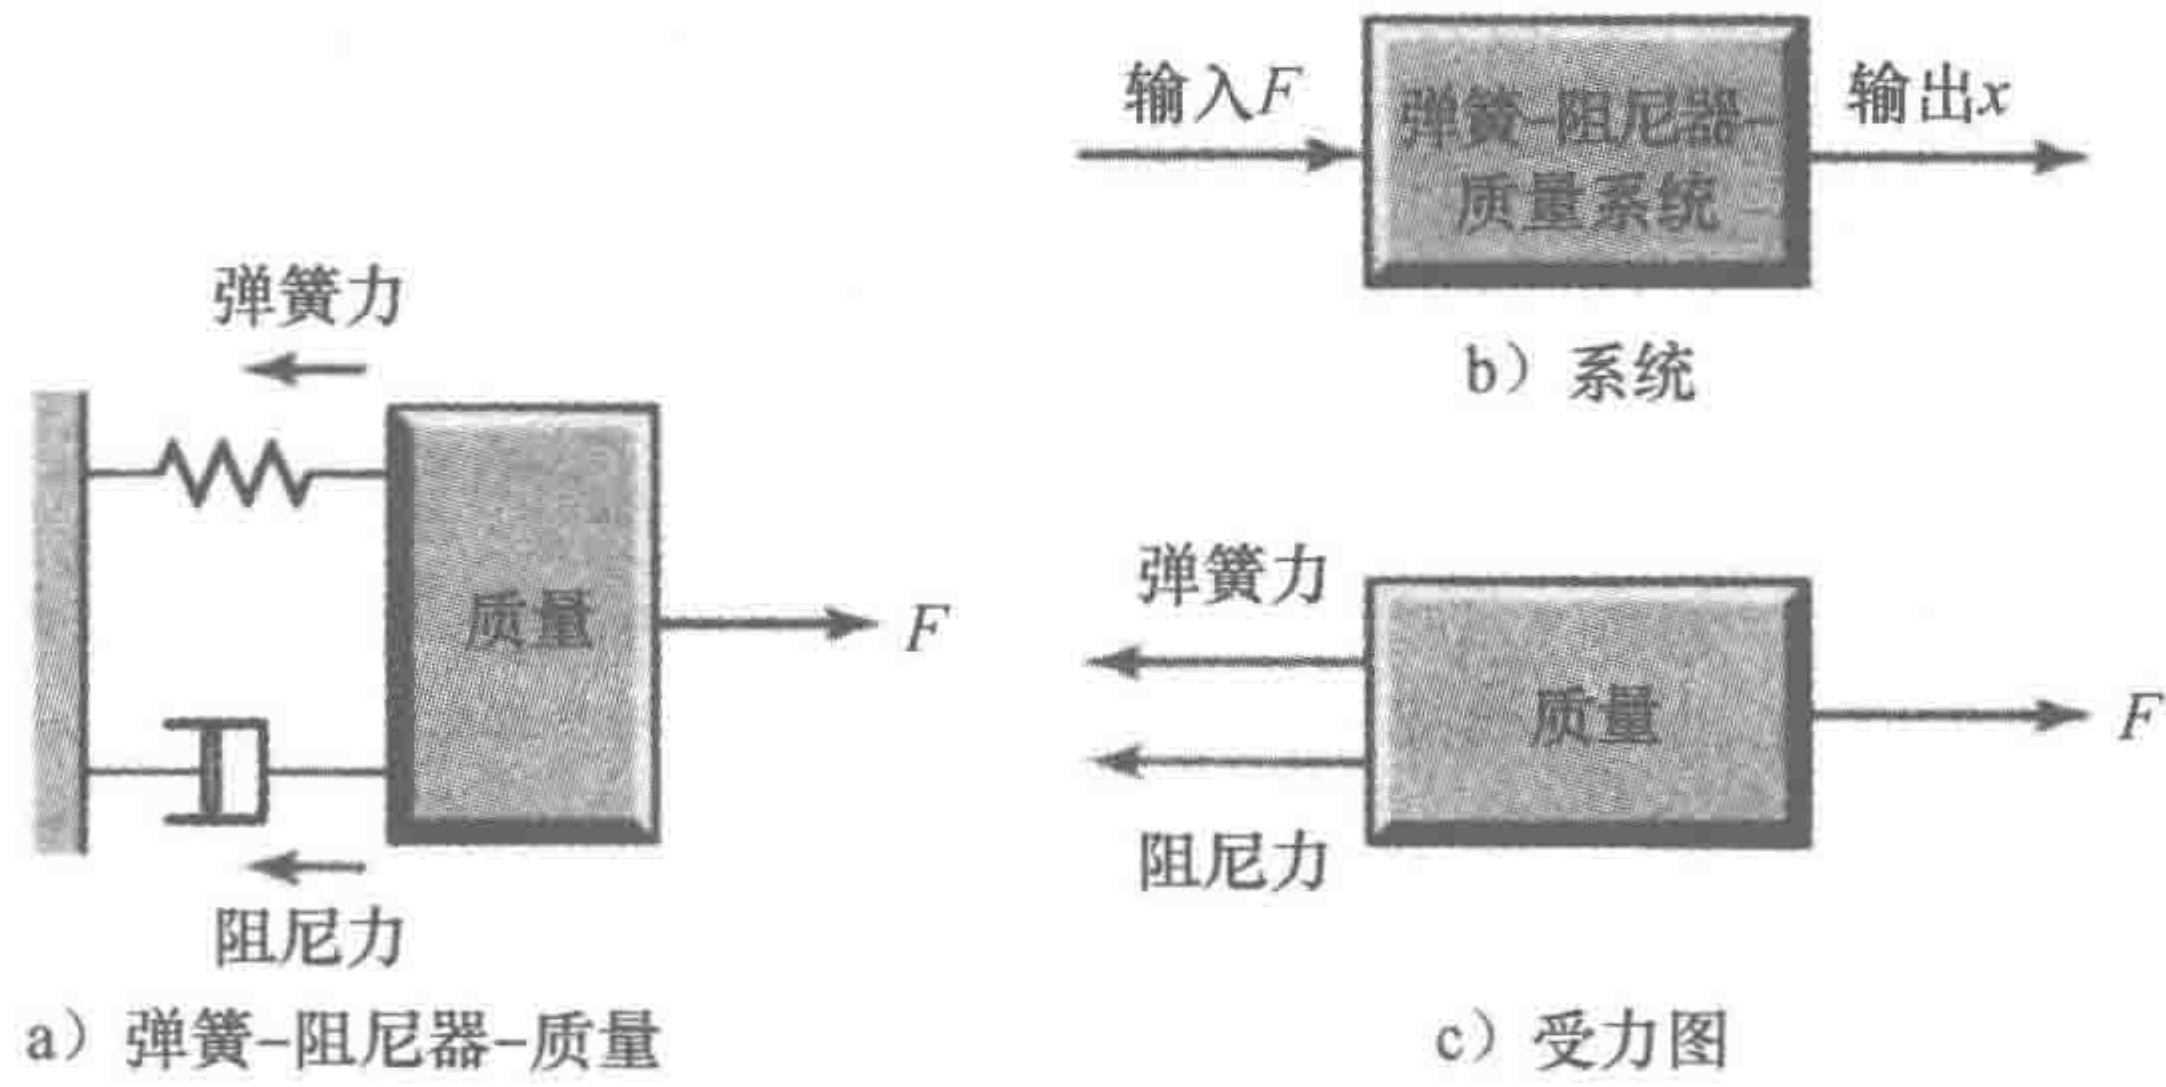 弹簧力
质量
F
阻尼力
a）弹簧-阻尼器-质量
输入F
弹簧-阻尼器-
质量系统
输出x
b）系统
弹簧力
质量
F
阻尼力
c）受力图